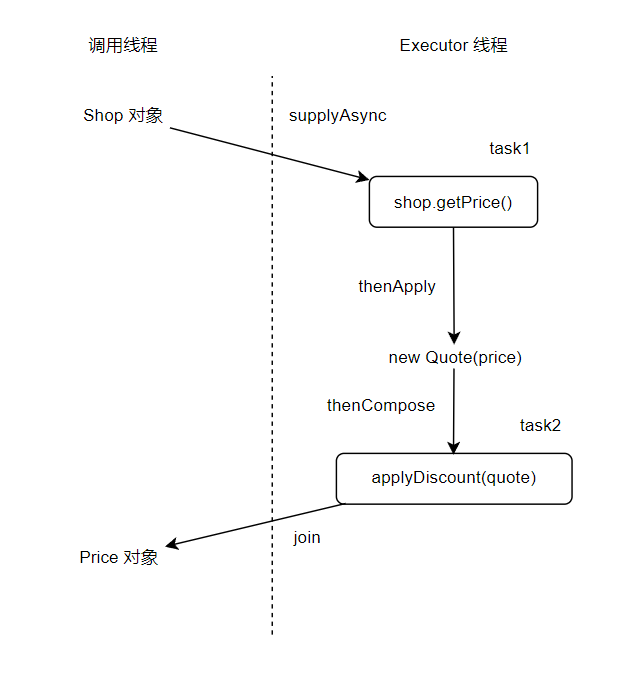 调用线程
Executor 线程
Shop 对象
supplyAsync
task1
shop.getPrice()
thenApply
new Quote(price)
thenCompose
task2
applyDiscount(quote)
join
Price 对象